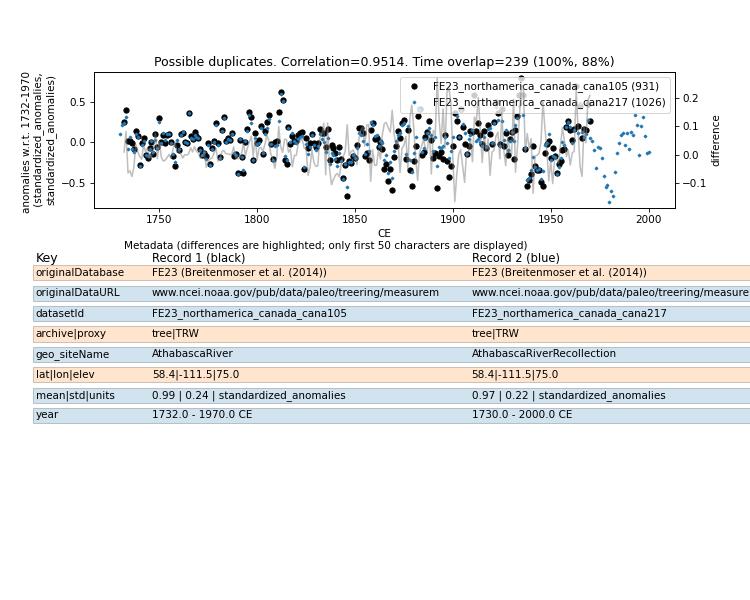 Possible duplicates. Correlation=0.9514. Time overlap=239 (100%, 88%)
anomalies w.r.t. 1732-1970
(standardized_anomalies,
standardized_anomalies)
0.5
0.0
−0.5
FE23_northamerica_canada_cana105 (931)
FE23_northamerica_canada_cana217 (1026)
0.2
0.1
0.0
−0.1
difference
1750 1800 1850 1900 1950 2000
CE
Metadata (differences are highlighted; only first 50 characters are displayed)
Key Record 1 (black) Record 2 (blue)
originalDatabase FE23 (Breitenmoser et al. (2014)) FE23 (Breitenmoser et al. (2014))
originalDataURL www.ncei.noaa.gov/pub/data/paleo/treering/measurem www.ncei.noaa.gov/pub/data/paleo/treering/measure
datasetId FE23_northamerica_canada_cana105 FE23_northamerica_canada_cana217
archive|proxy tree|TRW tree|TRW
geo_siteName AthabascaRiver AthabascaRiverRecollection
lat|lon|elev 58.4|-111.5|75.0 58.4|-111.5|75.0
mean|std|units 0.99 | 0.24 | standardized_anomalies 0.97 | 0.22 | standardized_anomalies
year 1732.0 - 1970.0 CE 1730.0 - 2000.0 CE